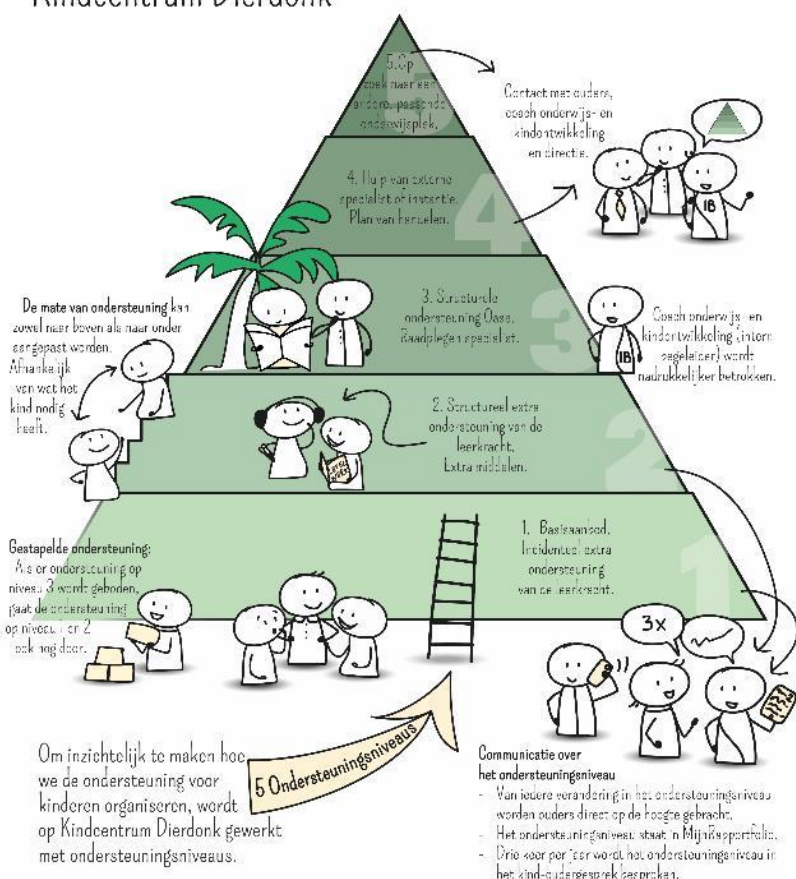 Kindcentrum Dierdonk
5. Op
zoek naar een
andere, passende
onderwijsplek.
5
Contact met ouders,
coach onderwijs- en
kindontwikkeling
en directie.
IB
4. Hulp van externe
specialist of instantie.
Plan van handelen.
4
De mate van ondersteuning kan
zowel naar boven als naar onder
aangepast worden.
Afhankelijk
van wat het
kind nodig
heeft.
3. Structurele
ondersteuning Oase.
Raadplegen specialist.
3
IB
Coach onderwijs- en
kindontwikkeling (intern
begeleider) wordt
nadrukkelijker betrokken.
2. Structureel extra
ondersteuning van de
leerkracht.
Extra middelen.
2
Gestapelde ondersteuning:
Als er ondersteuning op
niveau 3 wordt geboden,
gaat de ondersteuning
op niveau 1 en 2
ook nog door.
1. Basisaanbod.
Incidenteel extra
ondersteuning
van de leerkracht.
1
3x
5 Ondersteuningsniveaus
Om inzichtelijk te maken hoe
we de ondersteuning voor
kinderen organiseren, wordt
op Kindcentrum Dierdonk gewerkt
met ondersteuningsniveaus.
Communicatie over
het ondersteuningsniveau
- Van iedere verandering in het ondersteuningsniveau
worden ouders direct op de hoogte gebracht.
- Het ondersteuningsniveau staat in MijnRapportfolio.
- Drie keer per jaar wordt het ondersteuningsniveau in
het kind-oudergesprek besproken.